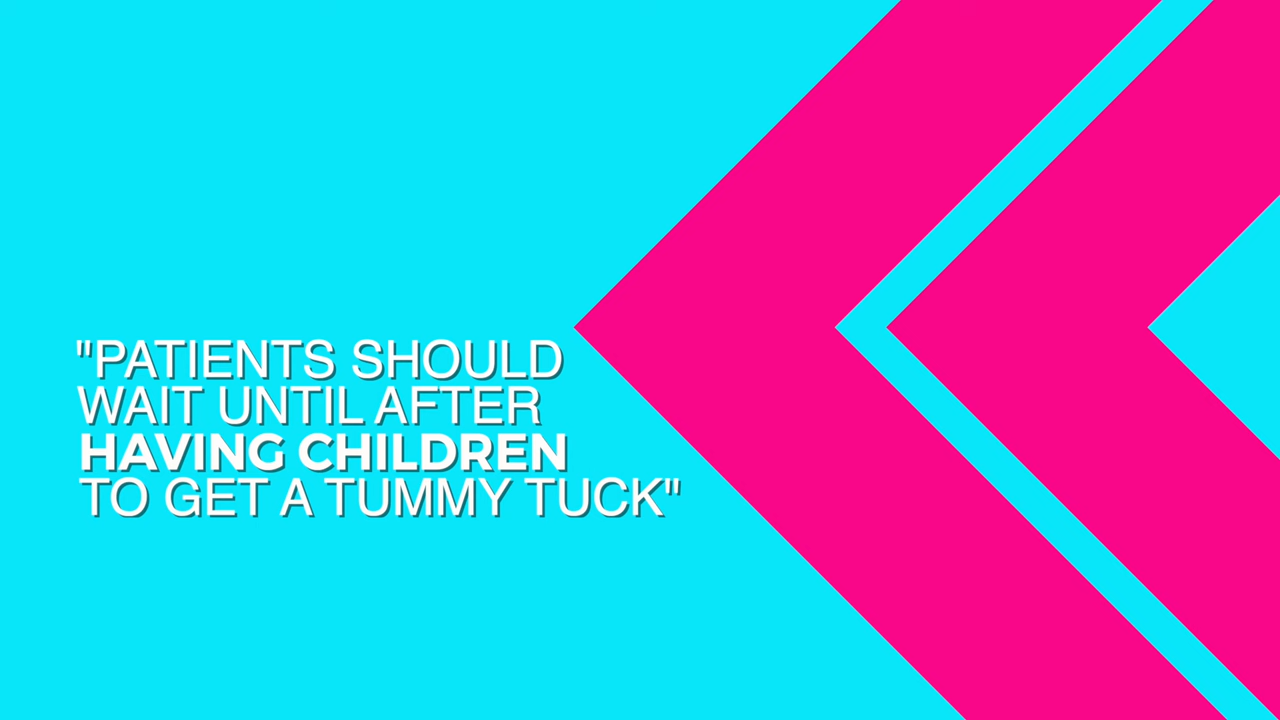 "PATIENTS SHOULD
WAIT UNTIL AFTER
HAVING CHILDREN
TO GET A TUMMY TUCK"